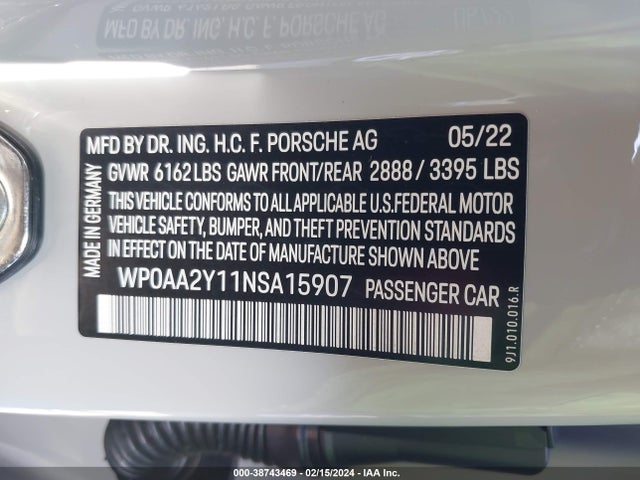 MFD BY DR. ING. H.C. F. PORSCHE AG 05/22
GVWR 6162 LBS GAWR FRONT/REAR 2888 / 3395 LBS
THIS VEHICLE CONFORMS TO ALL APPLICABLE U.S. FEDERAL MOTOR
VEHICLE SAFETY, BUMPER, AND THEFT PREVENTION STANDARDS
IN EFFECT ON THE DATE OF MANUFACTURE SHOWN ABOVE
WP0AA2Y11NSA15907 PASSENGER CAR
MADE IN GERMANY
9J1.010.016.R
000-38743469 - 02/15/2024 - IAA Inc.